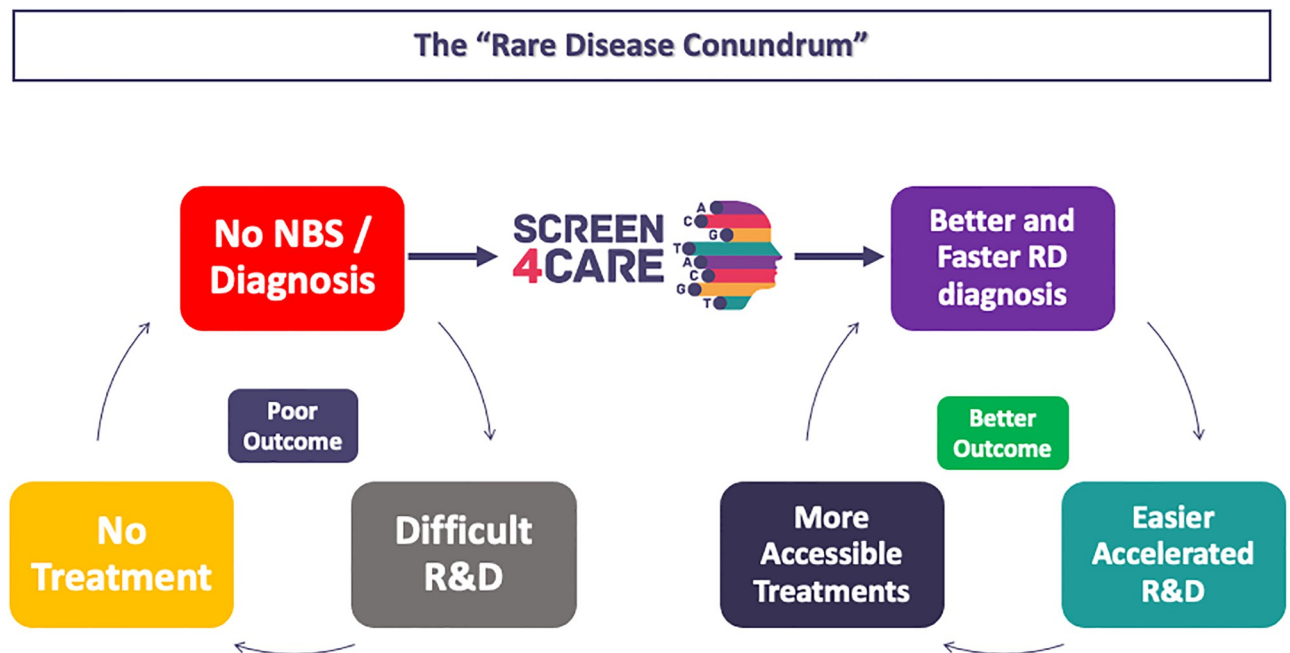 The “Rare Disease Conundrum”
No NBS /
Diagnosis
SCREEN
4CARE
A
C
G
T
A
C
G
T
Better and
Faster RD
diagnosis
Poor
Outcome
Better
Outcome
No
Treatment
Difficult
R&D
More
Accessible
Treatments
Easier
Accelerated
R&D